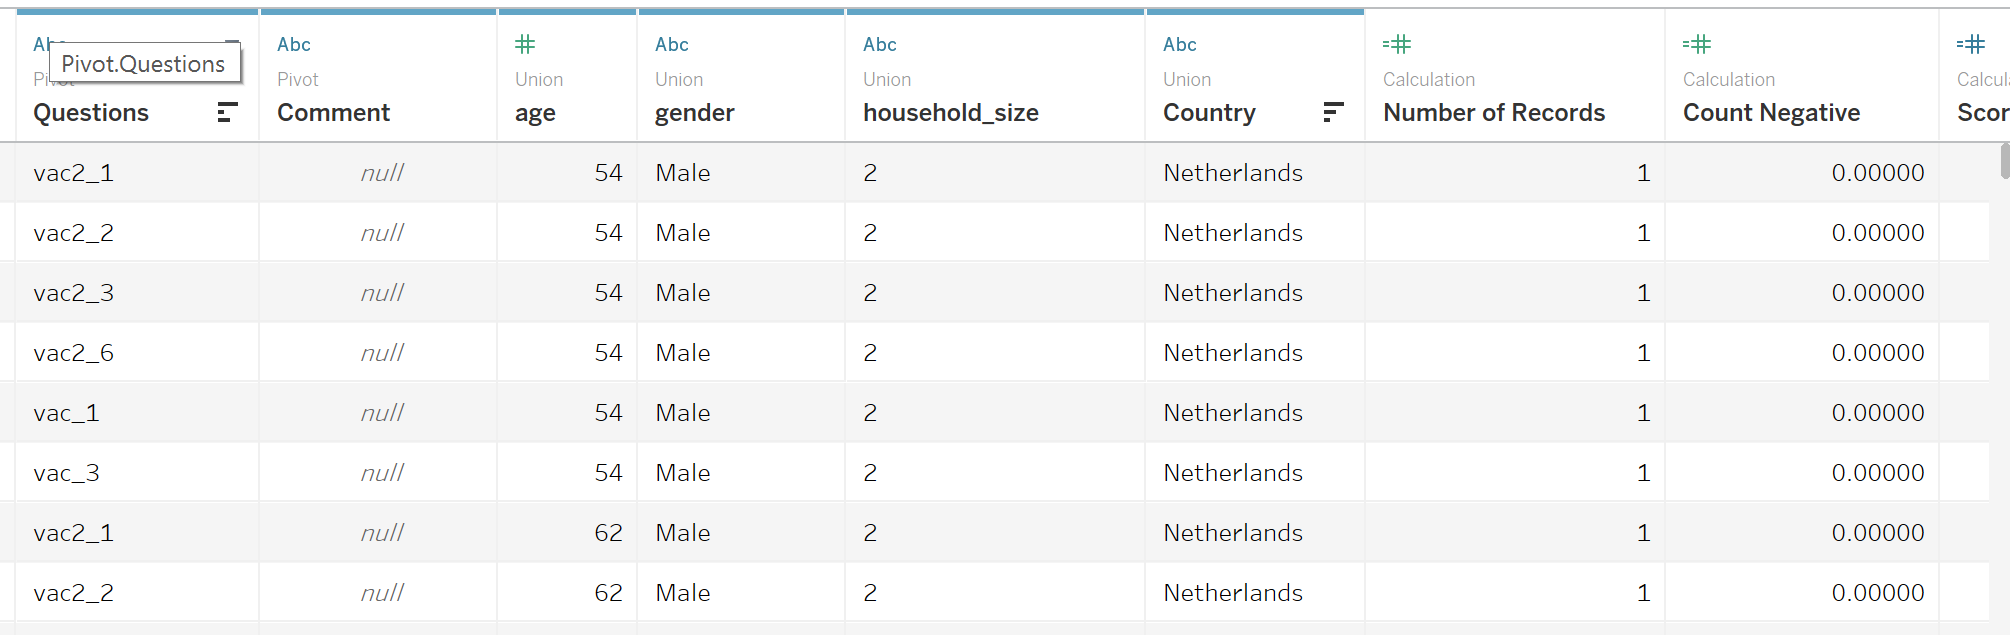 Abc Abc # Abc Abc Abc =# =# =#
Pivot.Questions
Pivot Union Union Union Union Calculation Calculation
Questions Comment age gender household_size Country Number of Records Count Negative
vac2_1 null 54 Male 2 Netherlands 1 0.00000
vac2_2 null 54 Male 2 Netherlands 1 0.00000
vac2_3 null 54 Male 2 Netherlands 1 0.00000
vac2_6 null 54 Male 2 Netherlands 1 0.00000
vac_1 null 54 Male 2 Netherlands 1 0.00000
vac_3 null 54 Male 2 Netherlands 1 0.00000
vac2_1 null 62 Male 2 Netherlands 1 0.00000
vac2_2 null 62 Male 2 Netherlands 1 0.00000